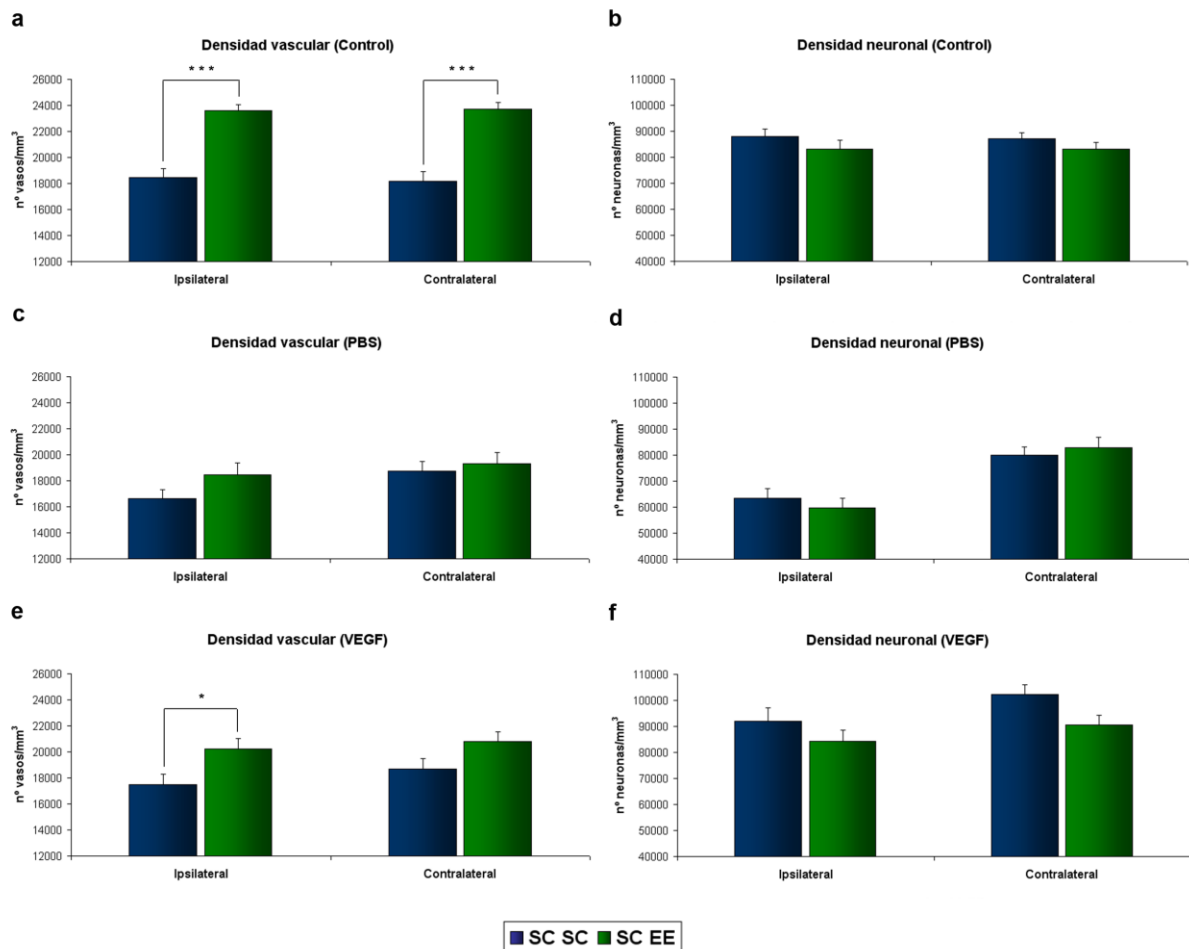 a
Densidad vascular (Control)
* * *
* * *
26000
24000
22000
20000
18000
16000
14000
12000
nº vasos/mm³
Ipsilateral
Contralateral
b
Densidad neuronal (Control)
110000
100000
90000
80000
70000
60000
50000
40000
nº neuronas/mm³
Ipsilateral
Contralateral
c
Densidad vascular (PBS)
26000
24000
22000
20000
18000
16000
14000
12000
nº vasos/mm³
Ipsilateral
Contralateral
d
Densidad neuronal (PBS)
110000
100000
90000
80000
70000
60000
50000
40000
nº neuronas/mm³
Ipsilateral
Contralateral
e
Densidad vascular (VEGF)
*
26000
24000
22000
20000
18000
16000
14000
12000
nº vasos/mm³
Ipsilateral
Contralateral
f
Densidad neuronal (VEGF)
110000
100000
90000
80000
70000
60000
50000
40000
nº neuronas/mm³
Ipsilateral
Contralateral
SC SC
SC EE